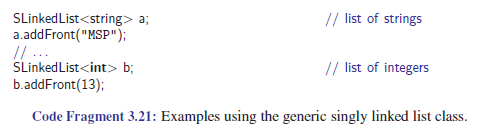 SLinkedList<string> a; // list of strings
a.addFront("MSP");
// ...
SLinkedList<int> b; // list of integers
b.addFront(13);
Code Fragment 3.21: Examples using the generic singly linked list class.